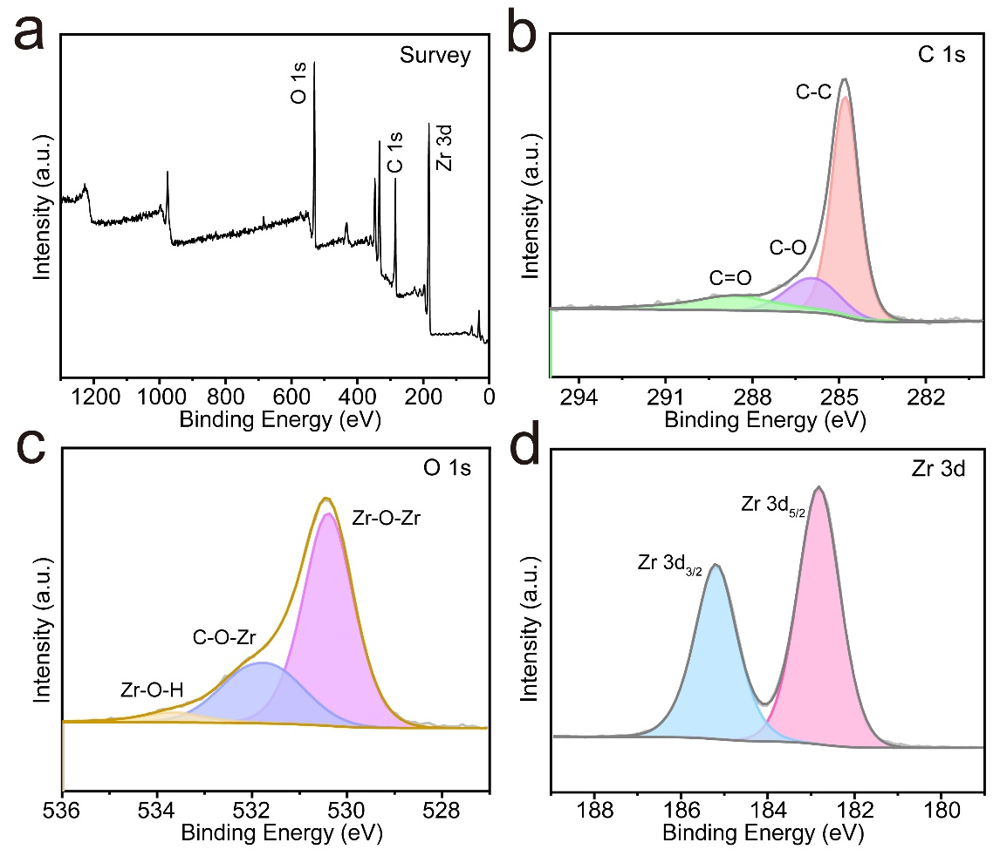 a
Survey
O 1s
C 1s
Zr 3d
Intensity (a.u.)
1200 1000 800 600 400 200 0
Binding Energy (eV)
b
C 1s
C-C
C-O
C=O
Intensity (a.u.)
294 291 288 285 282
Binding Energy (eV)
c
O 1s
Zr-O-Zr
C-O-Zr
Zr-O-H
Intensity (a.u.)
536 534 532 530 528
Binding Energy (eV)
d
Zr 3d
Zr 3d5/2
Zr 3d3/2
Intensity (a.u.)
188 186 184 182 180
Binding Energy (eV)